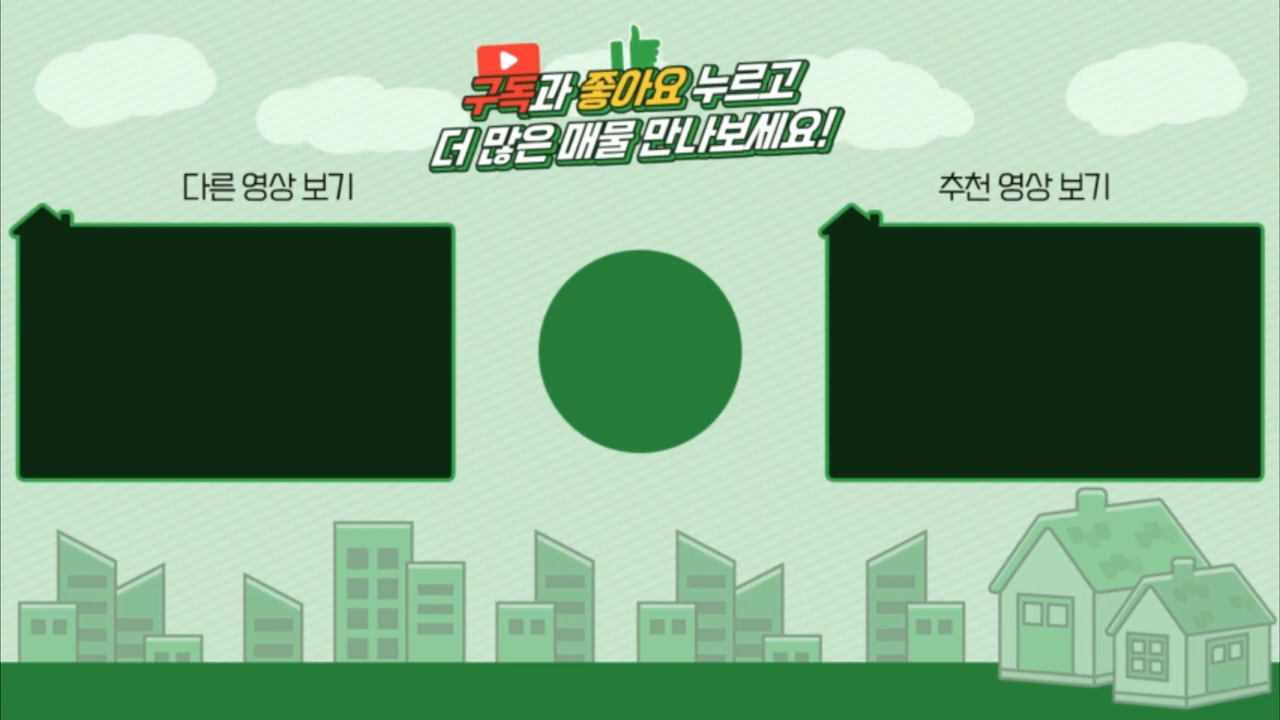 구독과 좋아요 누르고
더 많은 매물 만나보세요!
다른 영상 보기
추천 영상 보기